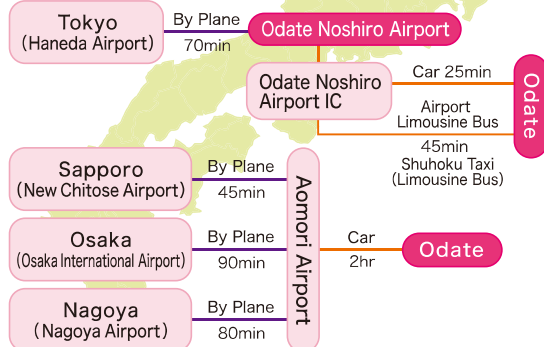 Tokyo
(Haneda Airport)
By Plane
70min
Odate Noshiro Airport
Odate Noshiro
Airport IC
Car 25min
Airport
Limousine Bus
45min
Shuhoku Taxi
(Limousine Bus)
Odate
Sapporo
(New Chitose Airport)
By Plane
45min
Osaka
(Osaka International Airport)
By Plane
90min
Nagoya
(Nagoya Airport)
By Plane
80min
Aomori Airport
Car
2hr
Odate